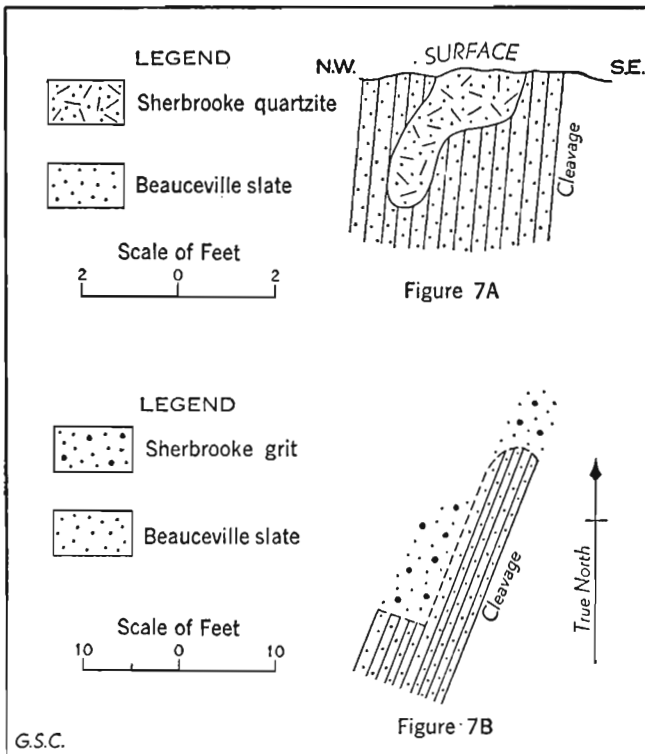 LEGEND
Sherbrooke quartzite
Beauceville slate
Scale of Feet
2 0 2
N.W. SURFACE S.E.
Cleavage
Figure 7A
LEGEND
Sherbrooke grit
Beauceville slate
Scale of Feet
10 0 10
Cleavage
True North
Figure 7B
G.S.C.